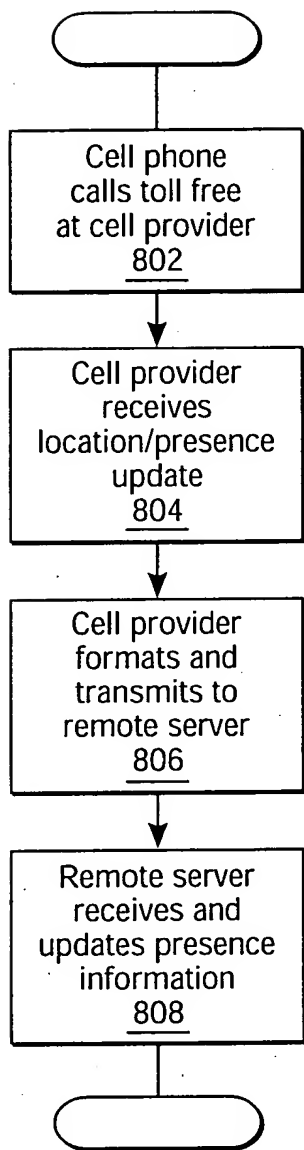 Cell phone
calls toll free
at cell provider
802
Cell provider
receives
location/presence
update
804
Cell provider
formats and
transmits to
remote server
806
Remote server
receives and
updates presence
information
808